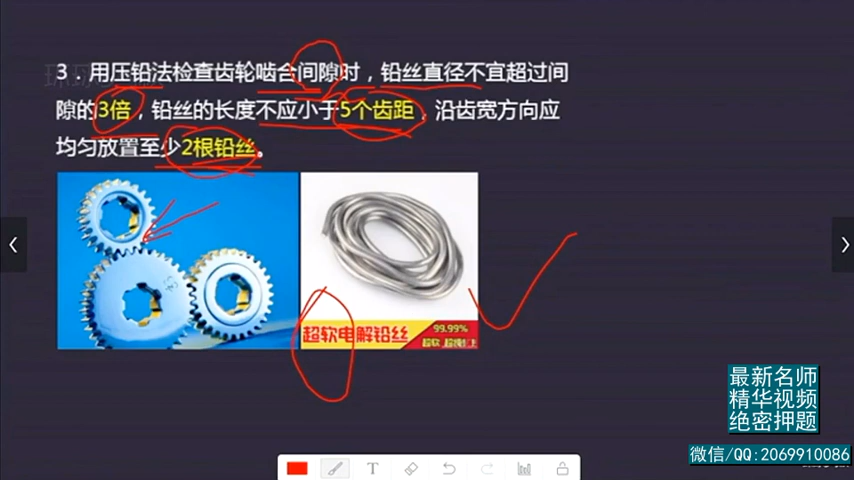 3．用压铅法检查齿轮啮合间隙时，铅丝直径不宜超过间
隙的3倍，铅丝的长度不应小于5个齿距，沿齿宽方向应
均匀放置至少2根铅丝。
超软电解铅丝
99.99%
最新名师
精华视频
绝密押题
微信/QQ:2069910086
T